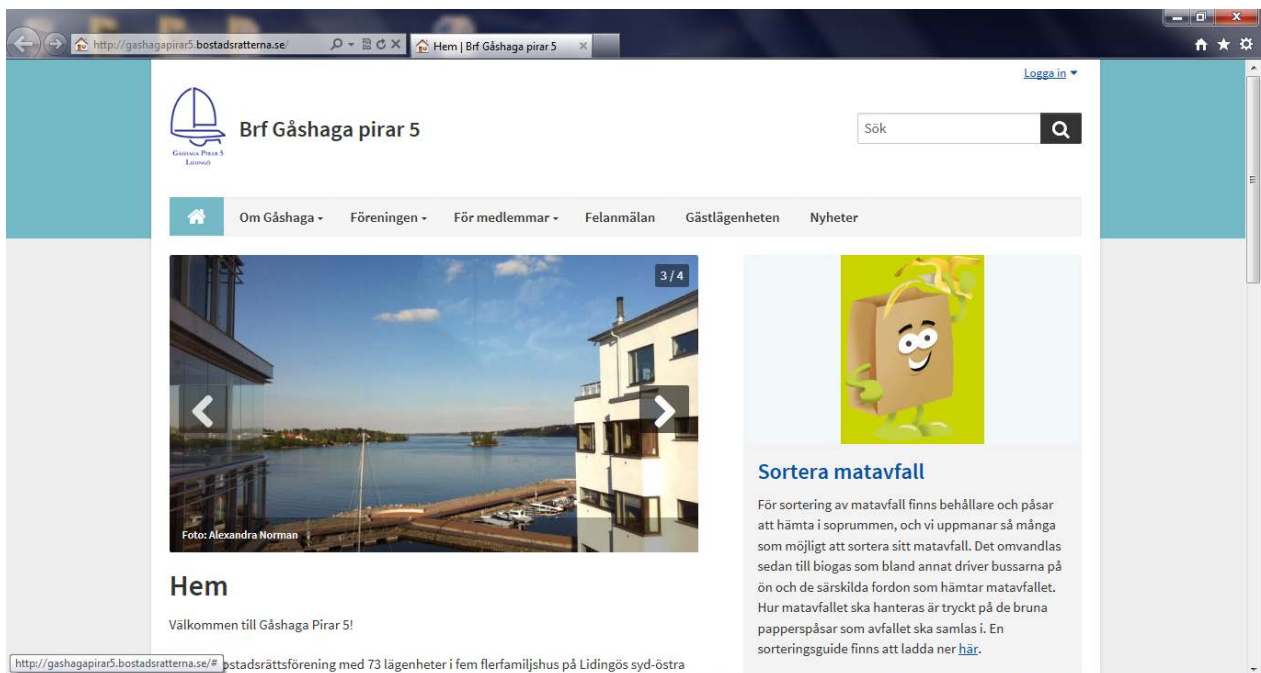 http://gashagapirar5.bostadsratterna.se/
Hem | Brf Gåshaga pirar 5
Logga in
Gåshaga Pirar 5
Lidingö
Brf Gåshaga pirar 5
Sök
Om Gåshaga
Föreningen
För medlemmar
Felanmälan
Gästlägenheten
Nyheter
3 / 4
Foto: Alexandra Norman
Hem
Välkommen till Gåshaga Pirar 5!
ostadsrättsförening med 73 lägenheter i fem flerfamiljshus på Lidingös syd-östra
Sortera matavfall
För sortering av matavfall finns behållare och påsar
att hämta i soprummen, och vi uppmanar så många
som möjligt att sortera sitt matavfall. Det omvandlas
sedan till biogas som bland annat driver bussarna på
ön och de särskilda fordon som hämtar matavfallet.
Hur matavfallet ska hanteras är tryckt på de bruna
papperspåsar som avfallet ska samlas i. En
sorteringsguide finns att ladda ner här.
http://gashagapirar5.bostadsratterna.se/#